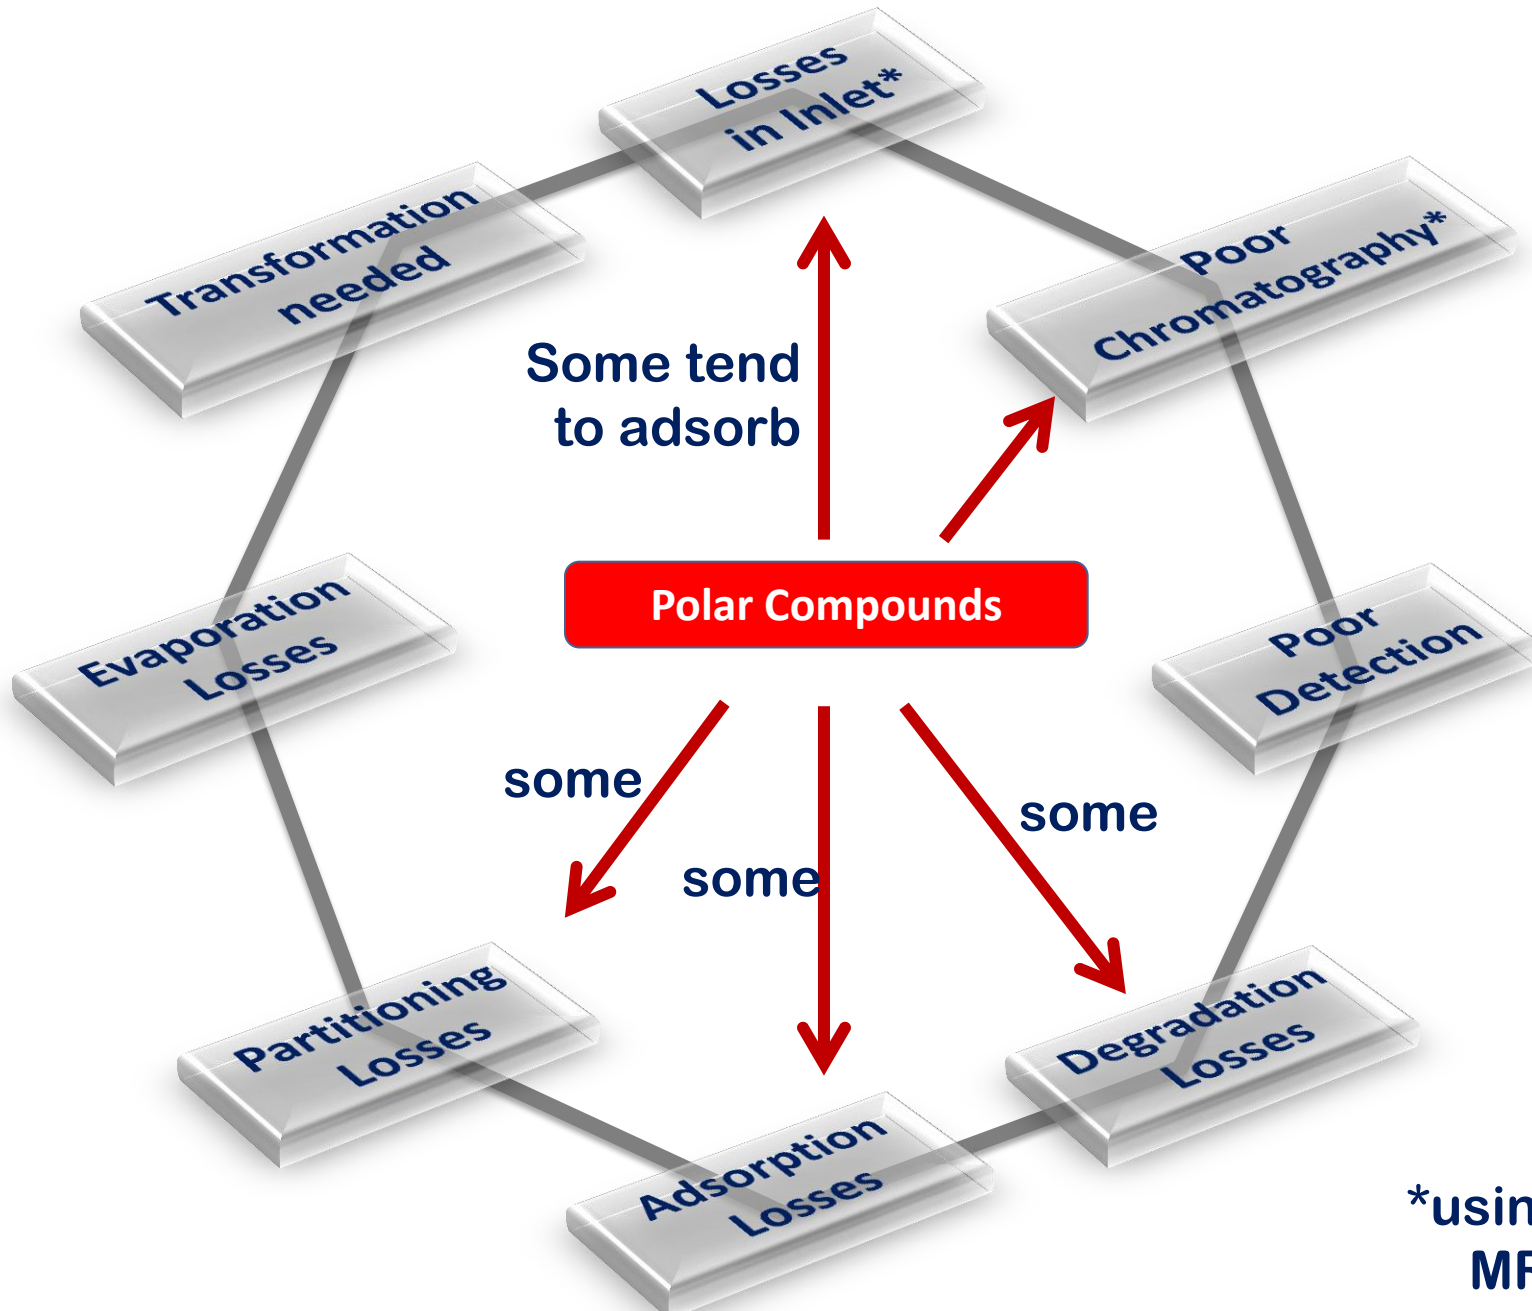 Losses
in Inlet*
Poor
Chromatography*
Transformation
needed
Some tend
to adsorb
Polar Compounds
Evaporation
Losses
Poor
Detection
some
some
some
Partitioning
Losses
Degradation
Losses
Adsorption
Losses